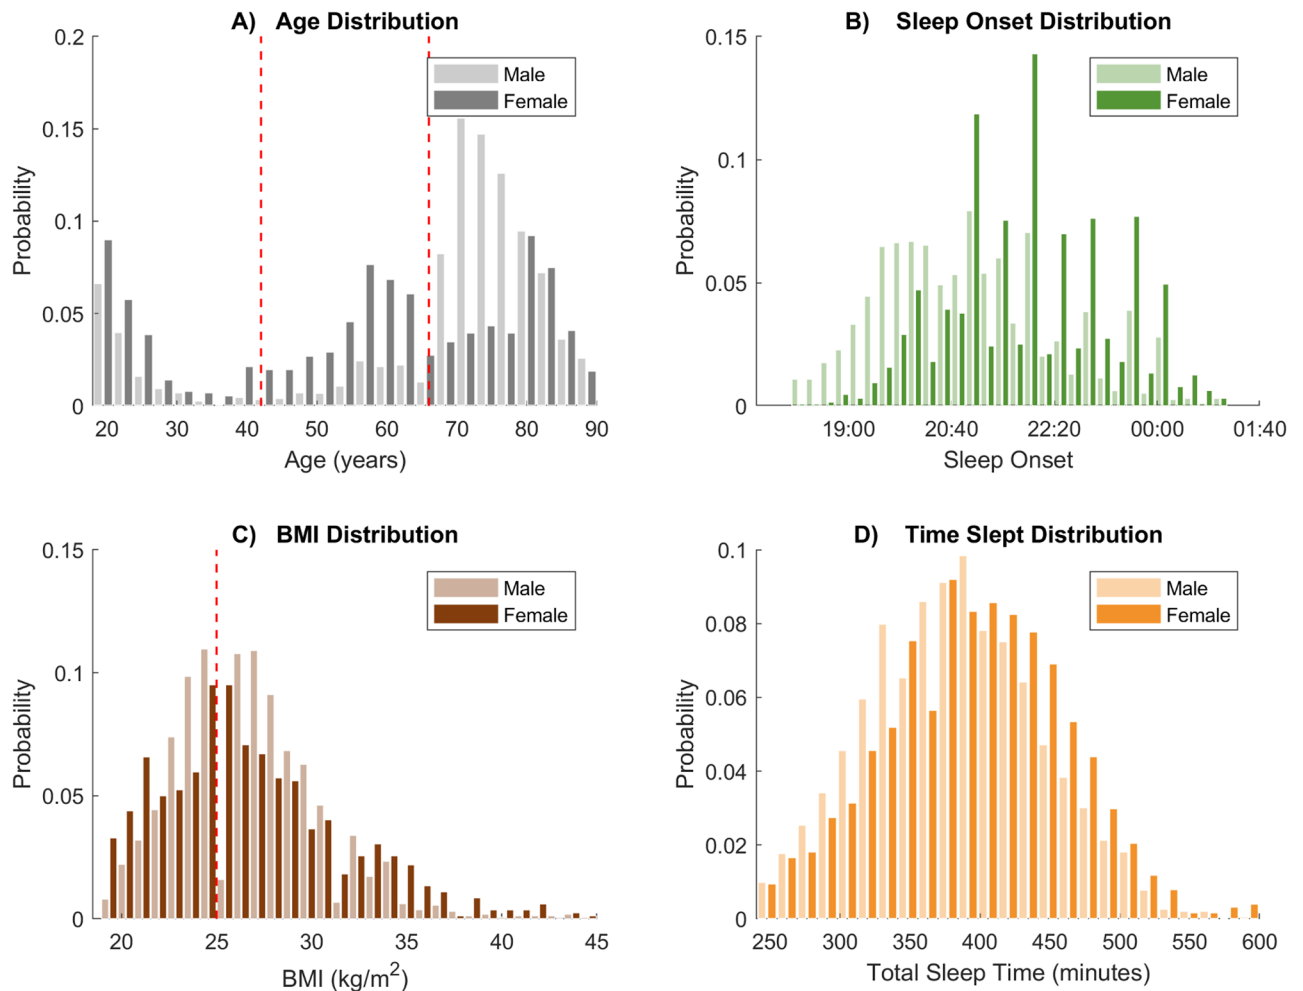 A) Age Distribution
0.2
0.15
0.1
0.05
0
Probability
Male
Female
20 30 40 50 60 70 80 90
Age (years)
B) Sleep Onset Distribution
0.15
0.1
0.05
0
Probability
Male
Female
19:00 20:40 22:20 00:00 01:40
Sleep Onset
C) BMI Distribution
0.15
0.1
0.05
0
Probability
Male
Female
20 25 30 35 40 45
BMI (kg/m²)
D) Time Slept Distribution
0.1
0.08
0.06
0.04
0.02
0
Probability
Male
Female
250 300 350 400 450 500 550 600
Total Sleep Time (minutes)